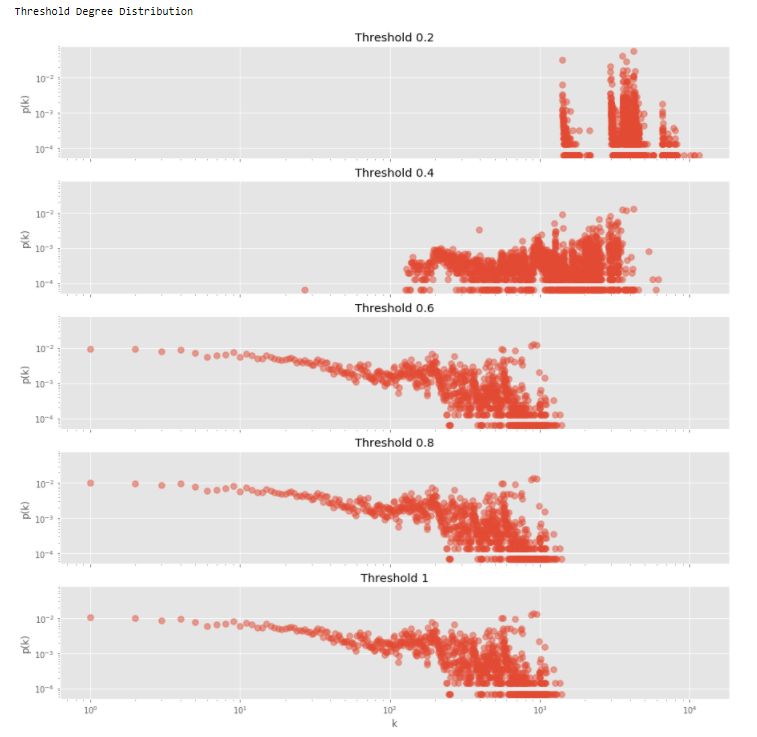 Threshold Degree Distribution
Threshold 0.2
p(k)
10⁻²
10⁻³
10⁻⁴
Threshold 0.4
p(k)
10⁻²
10⁻³
10⁻⁴
Threshold 0.6
p(k)
10⁻²
10⁻³
10⁻⁴
Threshold 0.8
p(k)
10⁻²
10⁻³
10⁻⁴
Threshold 1
p(k)
10⁻²
10⁻³
10⁻⁴
10⁰ 10¹ 10² 10³ 10⁴
k